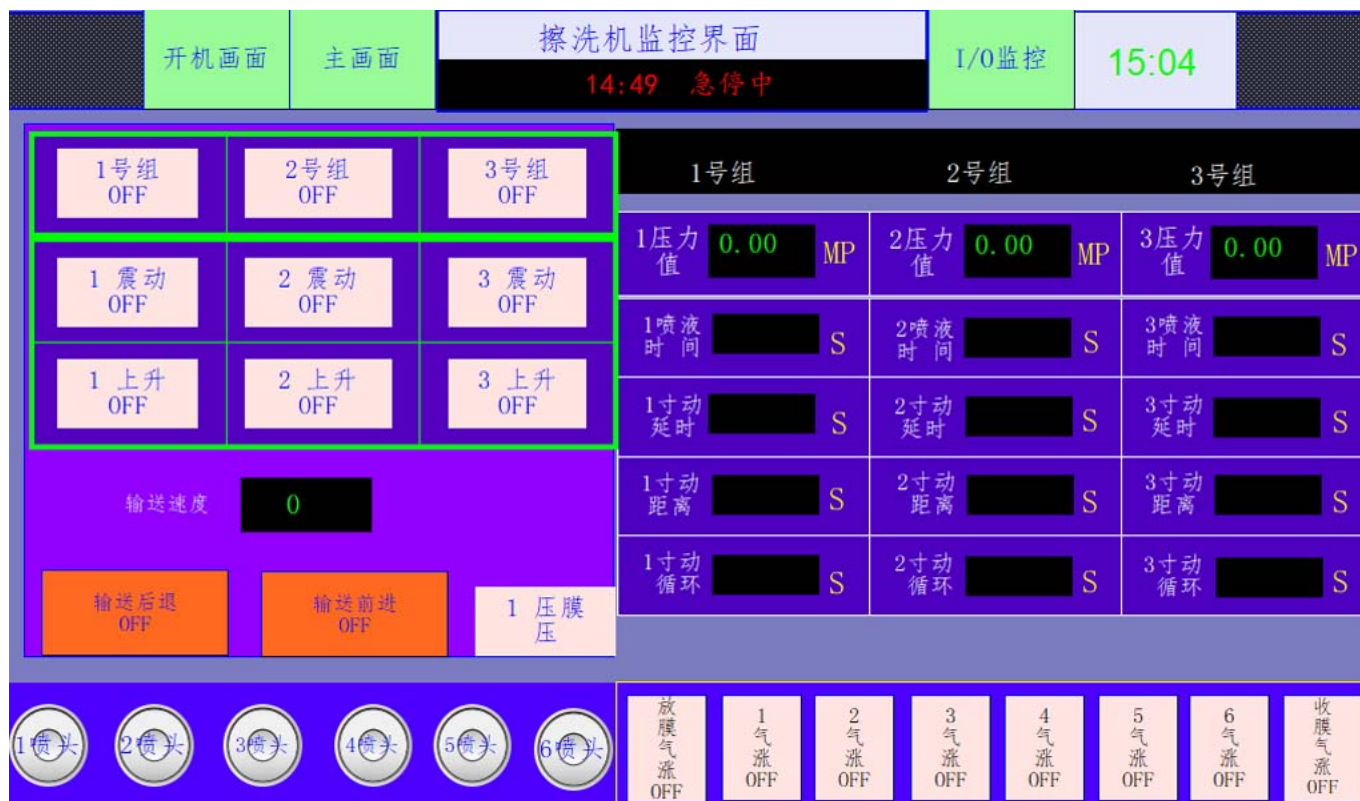 开机画面
主画面
擦洗机监控界面
14:49 急停中
I/O监控
15:04
1号组
OFF
2号组
OFF
3号组
OFF
1 震动
OFF
2 震动
OFF
3 震动
OFF
1 上升
OFF
2 上升
OFF
3 上升
OFF
输送速度
0
输送后退
OFF
输送前进
OFF
1 压膜
压
1号组
2号组
3号组
1压力
值
0.00
MP
2压力
值
0.00
MP
3压力
值
0.00
MP
1喷液
时 间
S
2喷液
时 间
S
3喷液
时 间
S
1寸动
延时
S
2寸动
延时
S
3寸动
延时
S
1寸动
距离
S
2寸动
距离
S
3寸动
距离
S
1寸动
循环
S
2寸动
循环
S
3寸动
循环
S
1喷头
2喷头
3喷头
4喷头
5喷头
6喷头
放
膜
气
涨
OFF
1
气
涨
OFF
2
气
涨
OFF
3
气
涨
OFF
4
气
涨
OFF
5
气
涨
OFF
6
气
涨
OFF
收
膜
气
涨
OFF